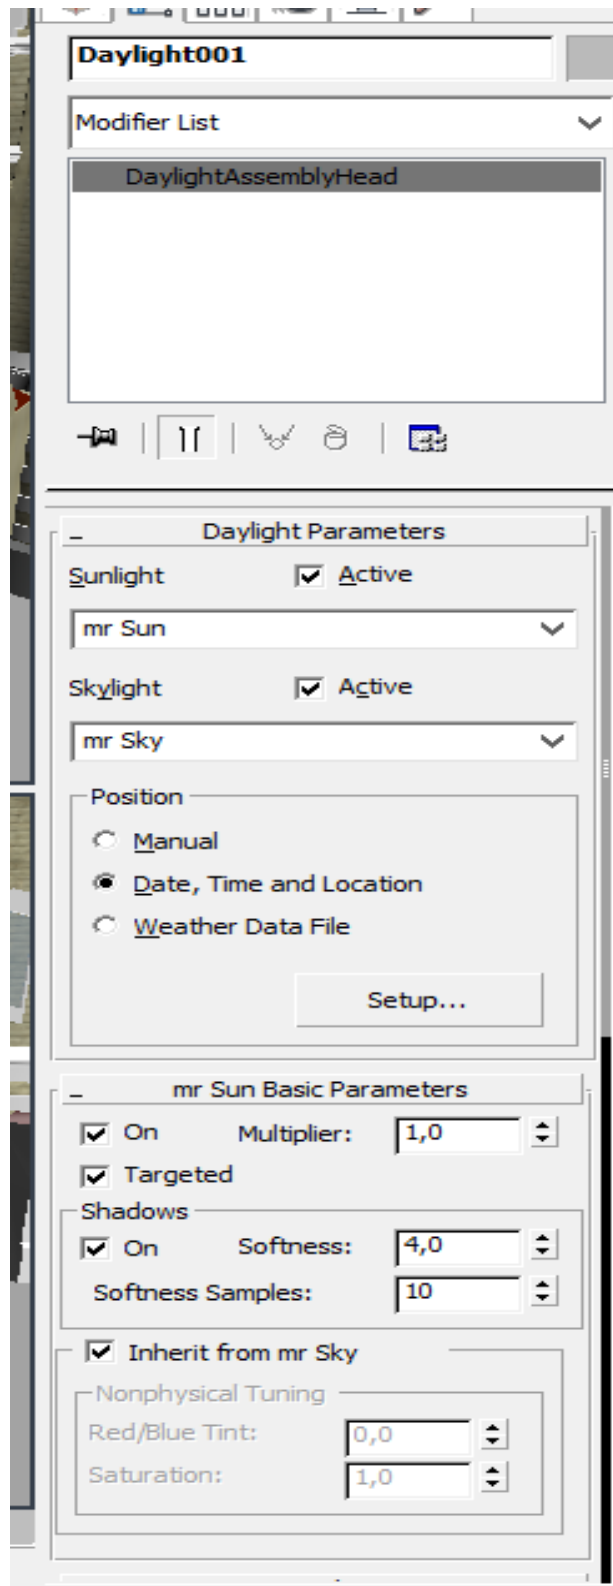 Daylight001
Modifier List
DaylightAssemblyHead
Daylight Parameters
Sunlight Active
mr Sun
Skylight Active
mr Sky
Position
Manual
Date, Time and Location
Weather Data File
Setup...
mr Sun Basic Parameters
On Multiplier: 1,0
Targeted
Shadows
On Softness: 4,0
Softness Samples: 10
Inherit from mr Sky
Nonphysical Tuning
Red/Blue Tint: 0,0
Saturation: 1,0